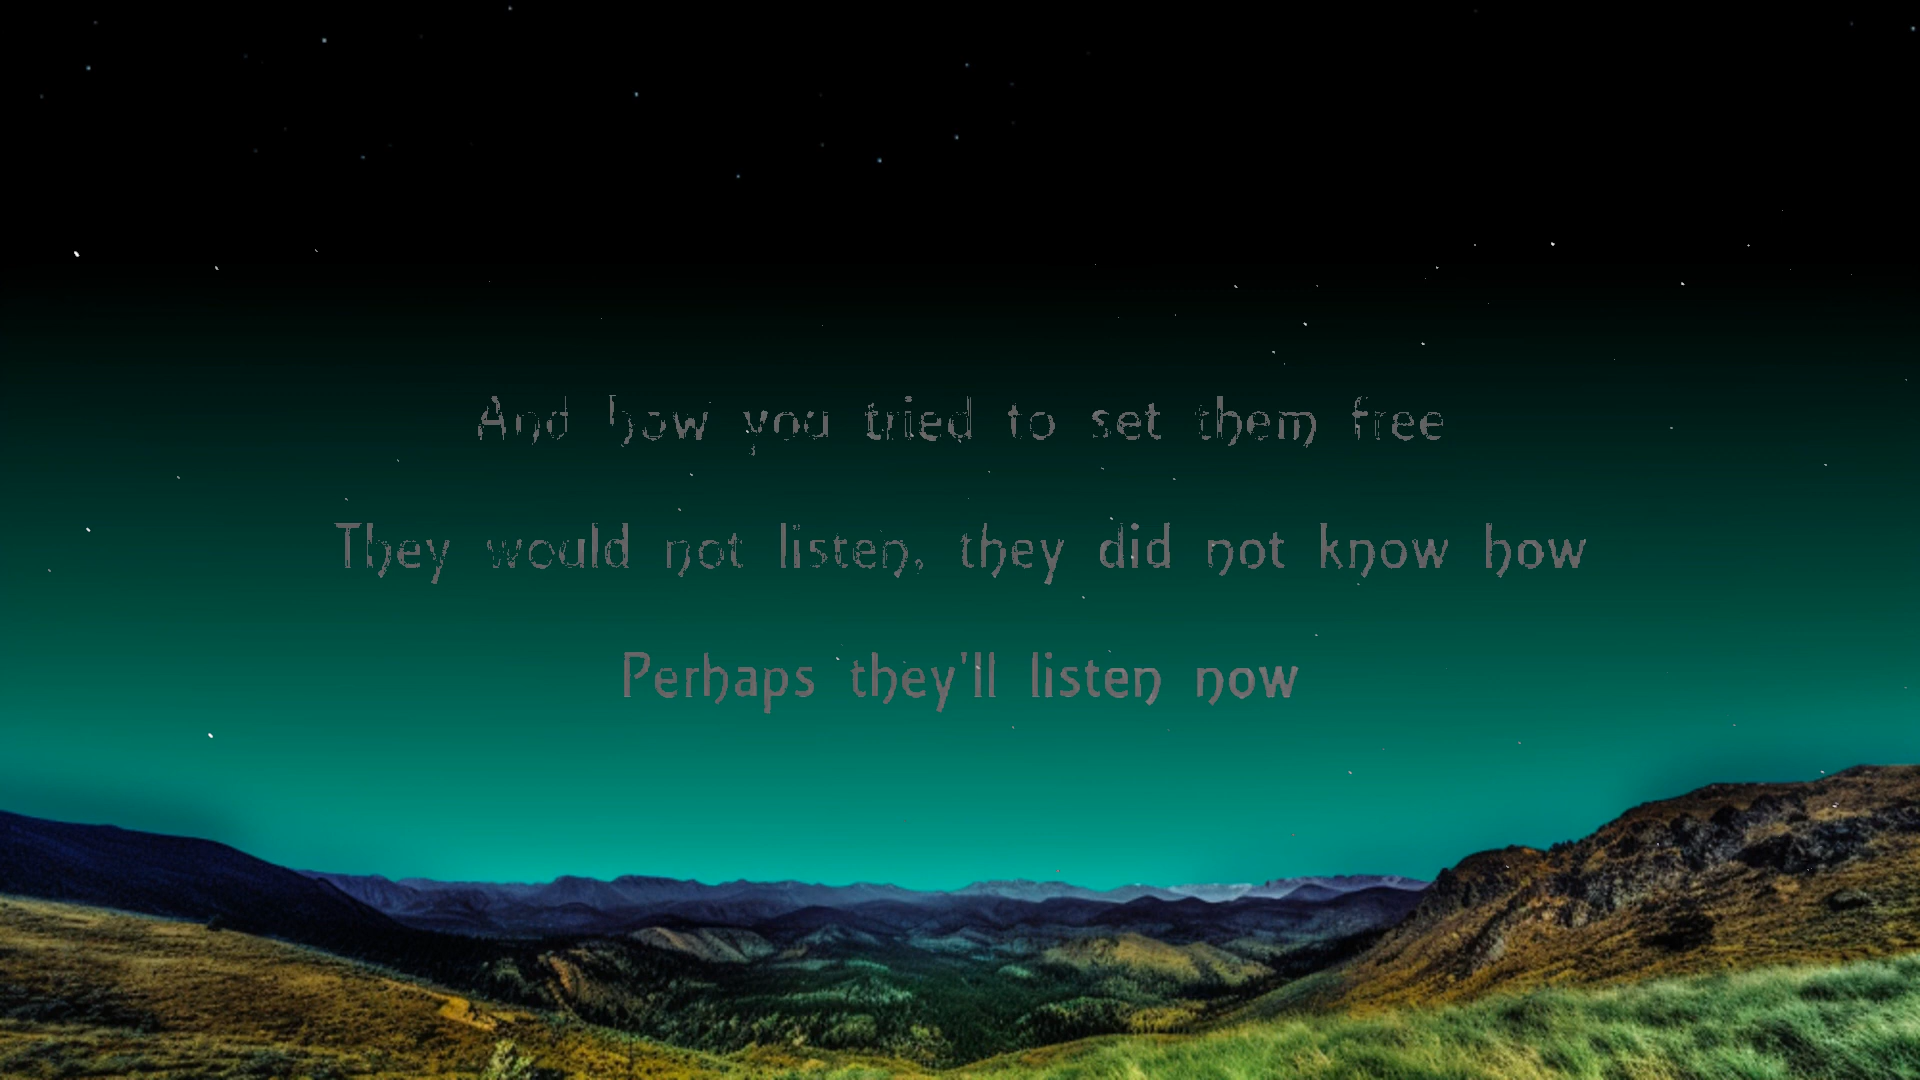 And how you tried to set them free
They would not listen, they did not know how
Perhaps they'll listen now